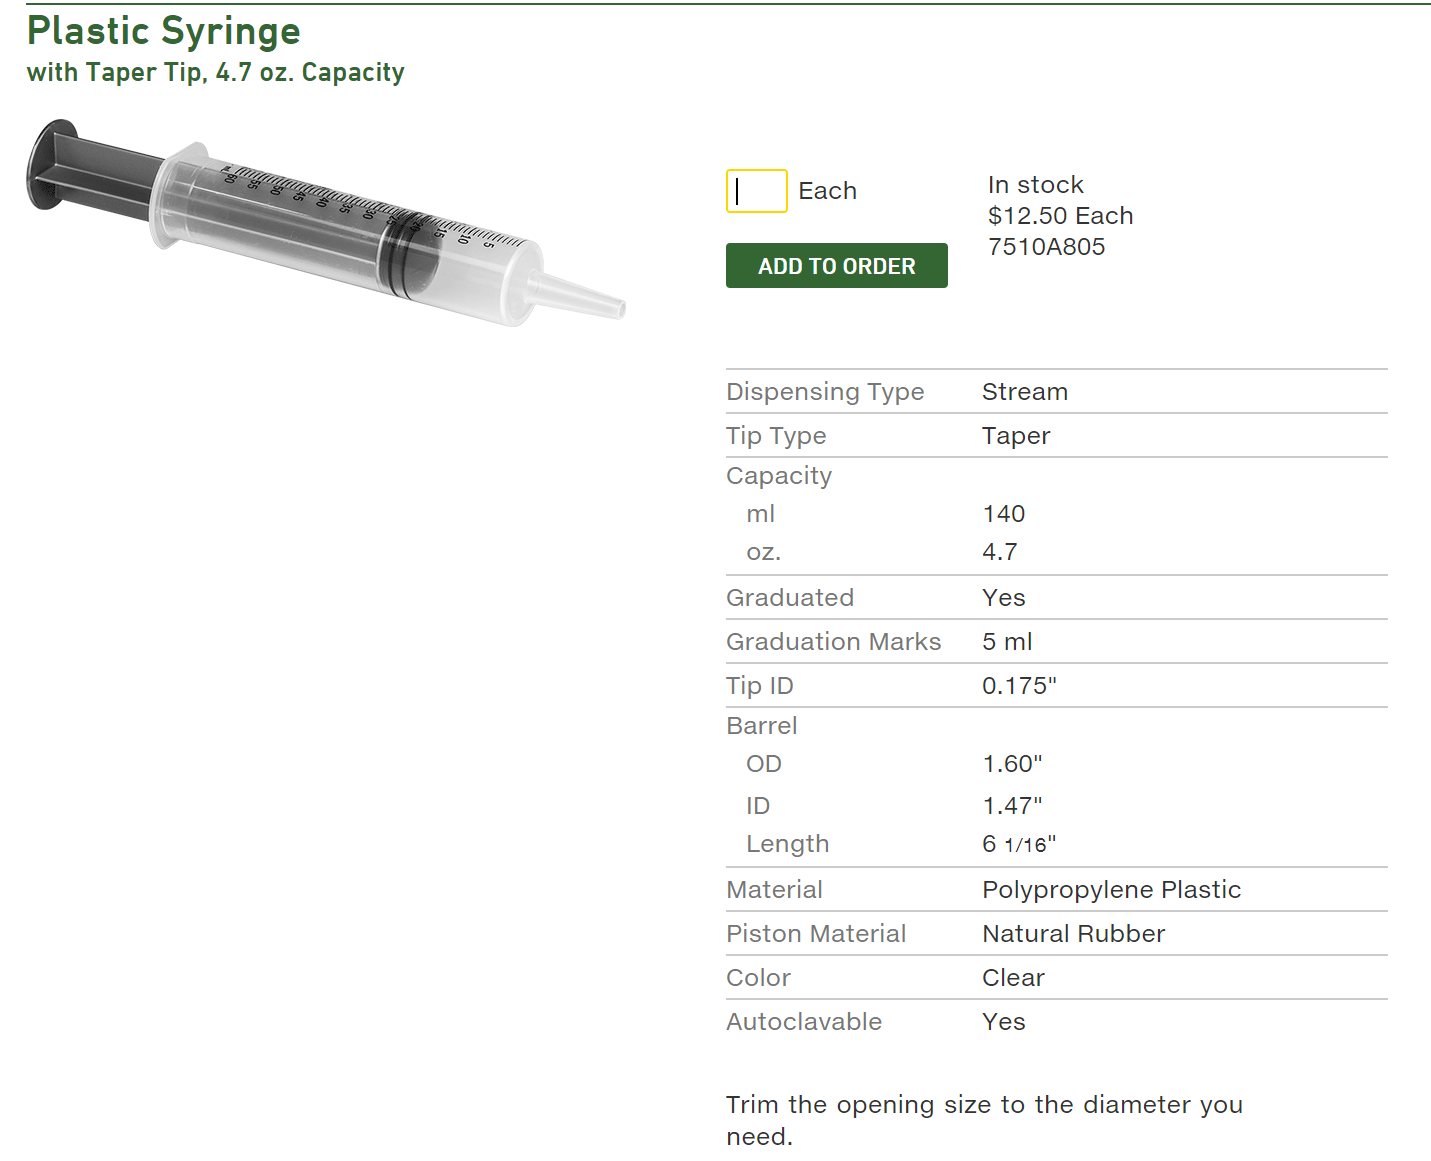 Plastic Syringe
with Taper Tip, 4.7 oz. Capacity
mL 60 55 50 45 40 35 30 25 20 15 10 5
Each
ADD TO ORDER
In stock
$12.50 Each
7510A805
Dispensing Type Stream
Tip Type Taper
Capacity
ml 140
oz. 4.7
Graduated Yes
Graduation Marks 5 ml
Tip ID 0.175"
Barrel
OD 1.60"
ID 1.47"
Length 6 1/16"
Material Polypropylene Plastic
Piston Material Natural Rubber
Color Clear
Autoclavable Yes
Trim the opening size to the diameter you
need.